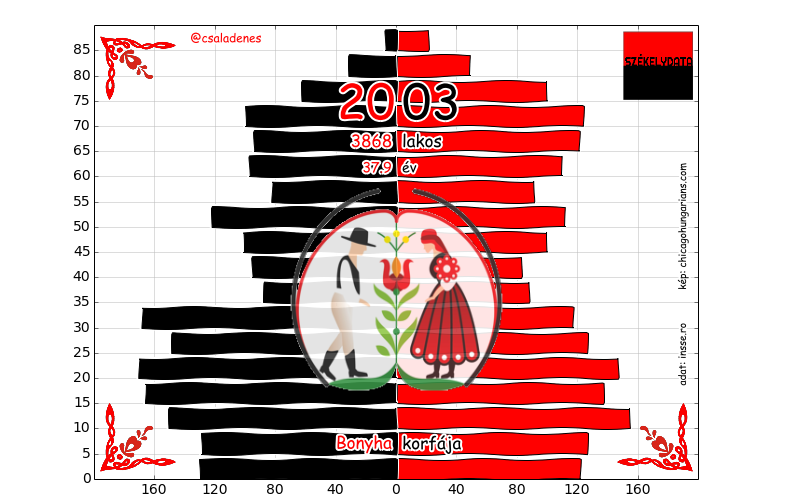 @csaladenes
SZÉKELYDATA
2003
3868 lakos
37.9 év
kép: chicagohungarians.com
adat: insse.ro
Bonyha korfája
85
80
75
70
65
60
55
50
45
40
35
30
25
20
15
10
5
0
160 120 80 40 0 40 80 120 160